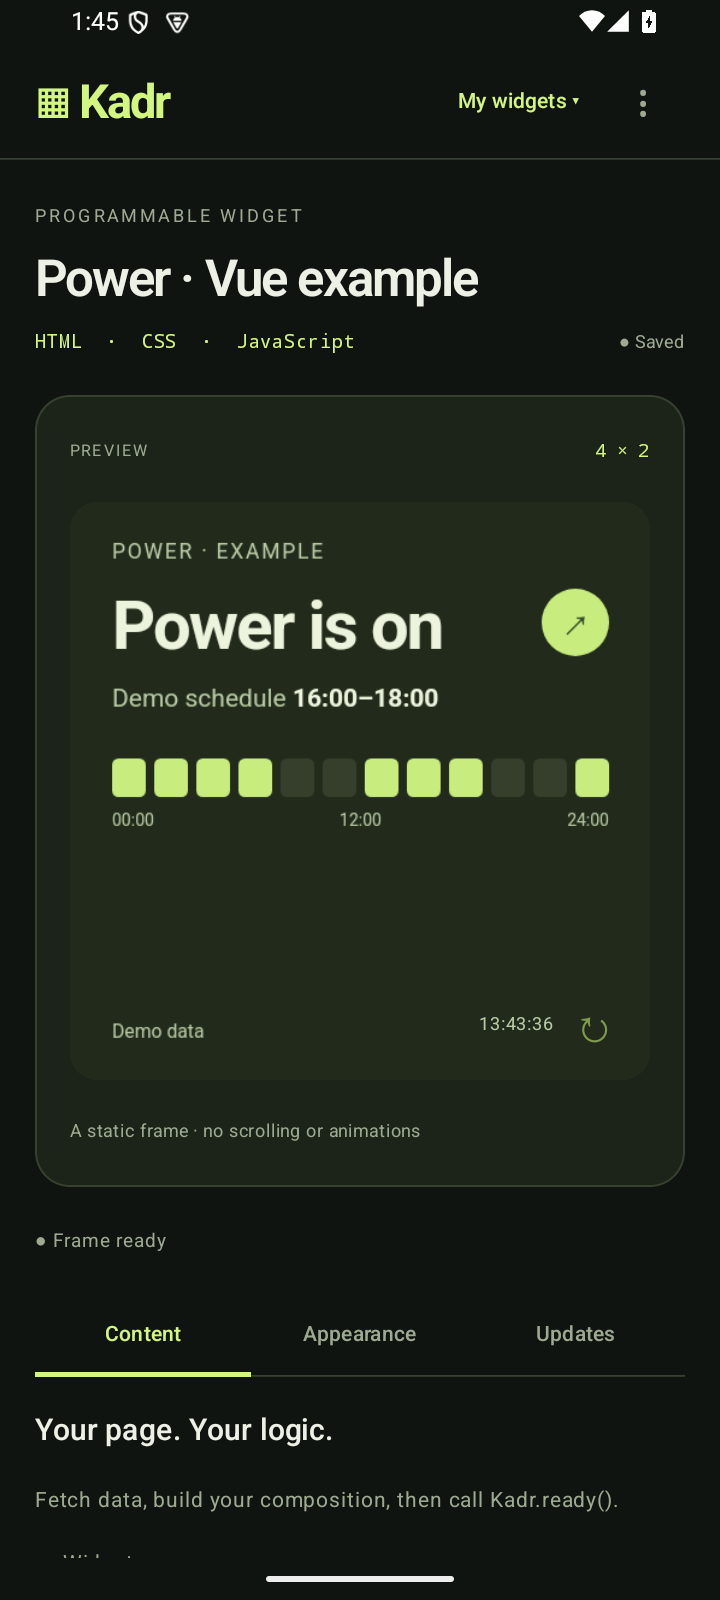 1:45
Kadr
My widgets ▾
PROGRAMMABLE WIDGET
Power · Vue example
HTML · CSS · JavaScript
● Saved
PREVIEW
4 × 2
POWER · EXAMPLE
Power is on
↗
Demo schedule 16:00–18:00
00:00 12:00 24:00
Demo data
13:43:36
A static frame · no scrolling or animations
● Frame ready
Content Appearance Updates
Your page. Your logic.
Fetch data, build your composition, then call Kadr.ready().